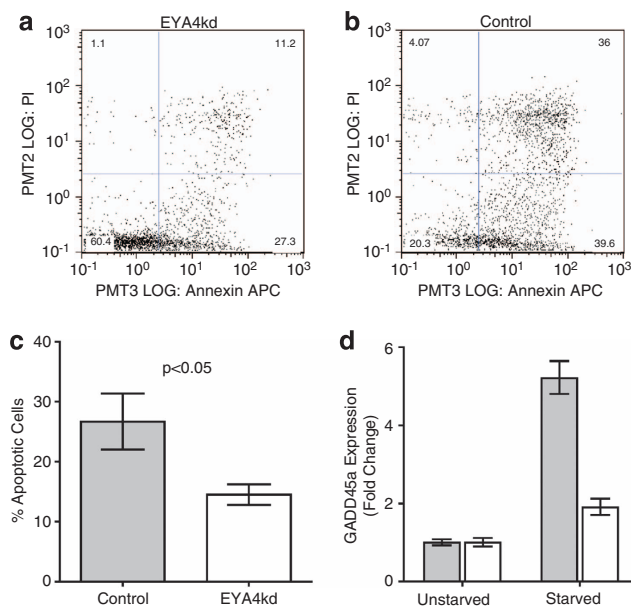 a
EYA4kd
10³
10²
10¹
10⁰
10⁻¹
PMT2 LOG: PI
1.1
11.2
60.4
27.3
10⁻¹
10⁰
10¹
10²
10³
PMT3 LOG: Annexin APC
b
Control
10³
10²
10¹
10⁰
10⁻¹
PMT2 LOG: PI
4.07
36
20.3
39.6
10⁻¹
10⁰
10¹
10²
10³
PMT3 LOG: Annexin APC
c
40
30
20
10
0
% Apoptotic Cells
p<0.05
Control
EYA4kd
d
6
4
2
0
GADD45a Expression
(Fold Change)
Unstarved
Starved